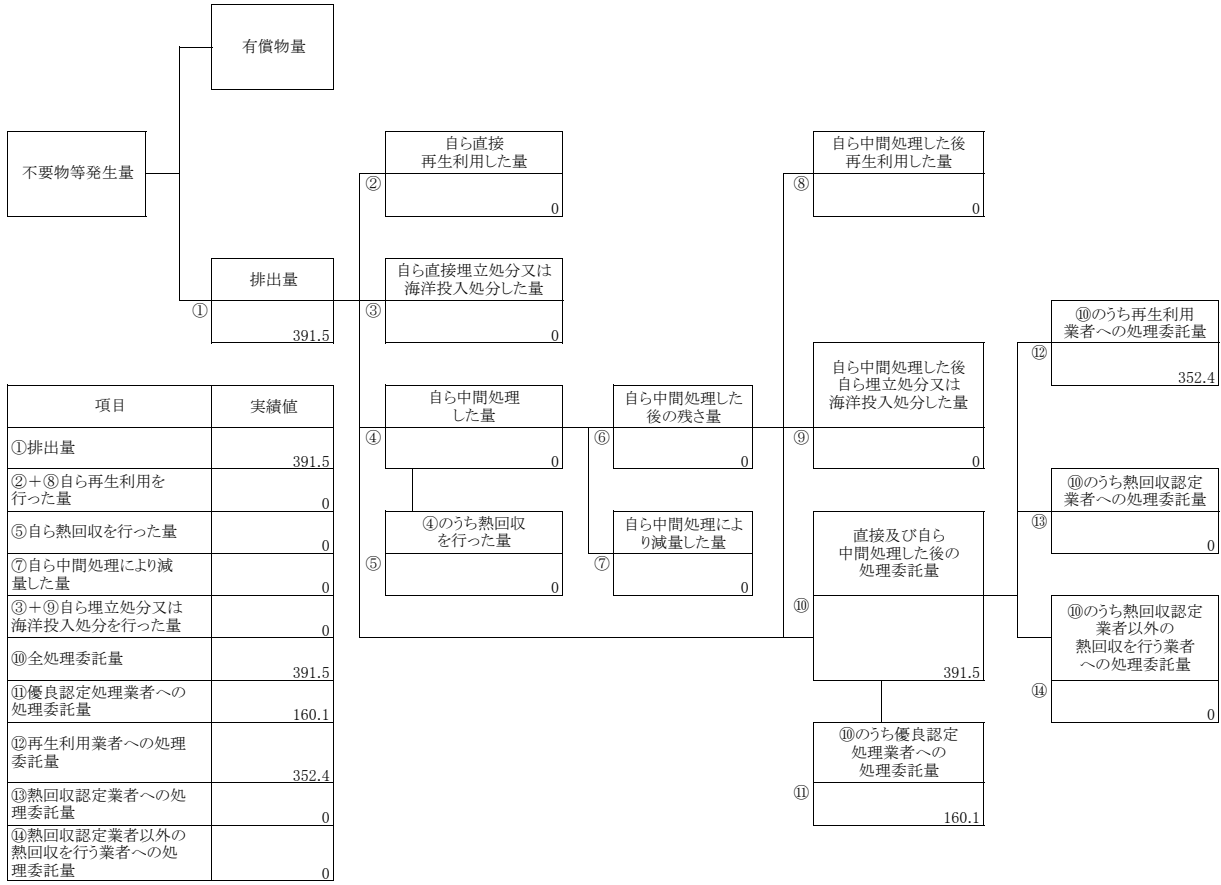 有償物量
不要物等発生量
自ら直接
再生利用した量
②
0
自ら中間処理した後
再生利用した量
⑧
0
排出量
①
391.5
自ら直接埋立処分又は
海洋投入処分した量
③
0
⑩のうち再生利用
業者への処理委託量
⑫
352.4
自ら中間処理
した量
④
0
自ら中間処理した
後の残さ量
⑥
0
自ら中間処理した後
自ら埋立処分又は
海洋投入処分した量
⑨
0
⑩のうち熱回収認定
業者への処理委託量
⑬
0
④のうち熱回収
を行った量
⑤
0
自ら中間処理によ
り減量した量
⑦
0
直接及び自ら
中間処理した後の
処理委託量
⑩
391.5
⑩のうち熱回収認定
業者以外の
熱回収を行う業者
への処理委託量
⑭
0
⑩のうち優良認定
処理業者への
処理委託量
⑪
160.1
項目 実績値
①排出量
391.5
②＋⑧自ら再生利用を
行った量
0
⑤自ら熱回収を行った量
0
⑦自ら中間処理により減
量した量
0
③＋⑨自ら埋立処分又は
海洋投入処分を行った量
0
⑩全処理委託量
391.5
⑪優良認定処理業者への
処理委託量
160.1
⑫再生利用業者への処理
委託量
352.4
⑬熱回収認定業者への処
理委託量
0
⑭熱回収認定業者以外の
熱回収を行う業者への処
理委託量
0